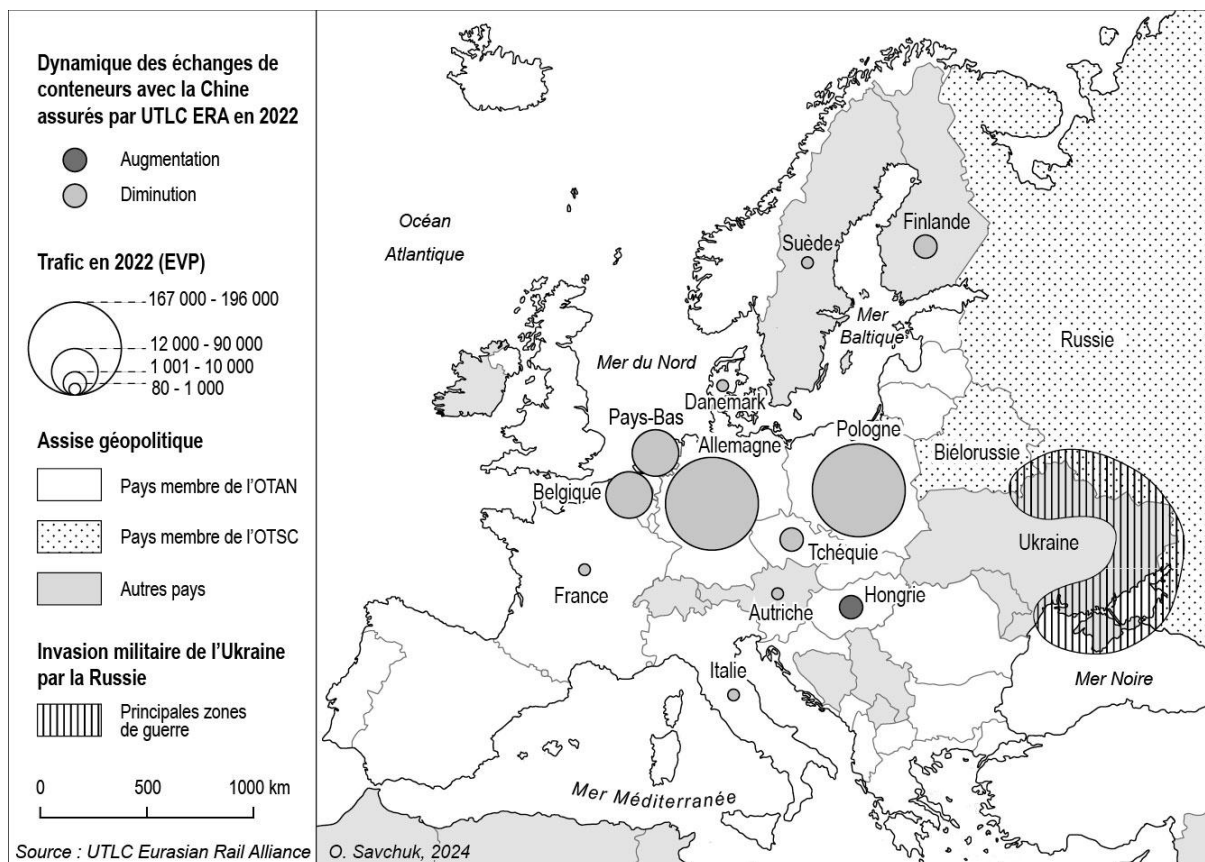 Dynamique des échanges de
conteneurs avec la Chine
assurés par UTLC ERA en 2022
Augmentation
Diminution
Trafic en 2022 (EVP)
167 000 - 196 000
12 000 - 90 000
1 001 - 10 000
80 - 1 000
Assise géopolitique
Pays membre de l'OTAN
Pays membre de l'OTSC
Autres pays
Invasion militaire de l'Ukraine
par la Russie
Principales zones
de guerre
0 500 1000 km
Source : UTLC Eurasian Rail Alliance
O. Savchuk, 2024
Océan
Atlantique
Suède
Finlande
Mer
Baltique
Russie
Mer du Nord
Danemark
Pays-Bas
Allemagne
Pologne
Biélorussie
Belgique
Ukraine
Tchéquie
France
Autriche
Hongrie
Italie
Mer Noire
Mer Méditerranée